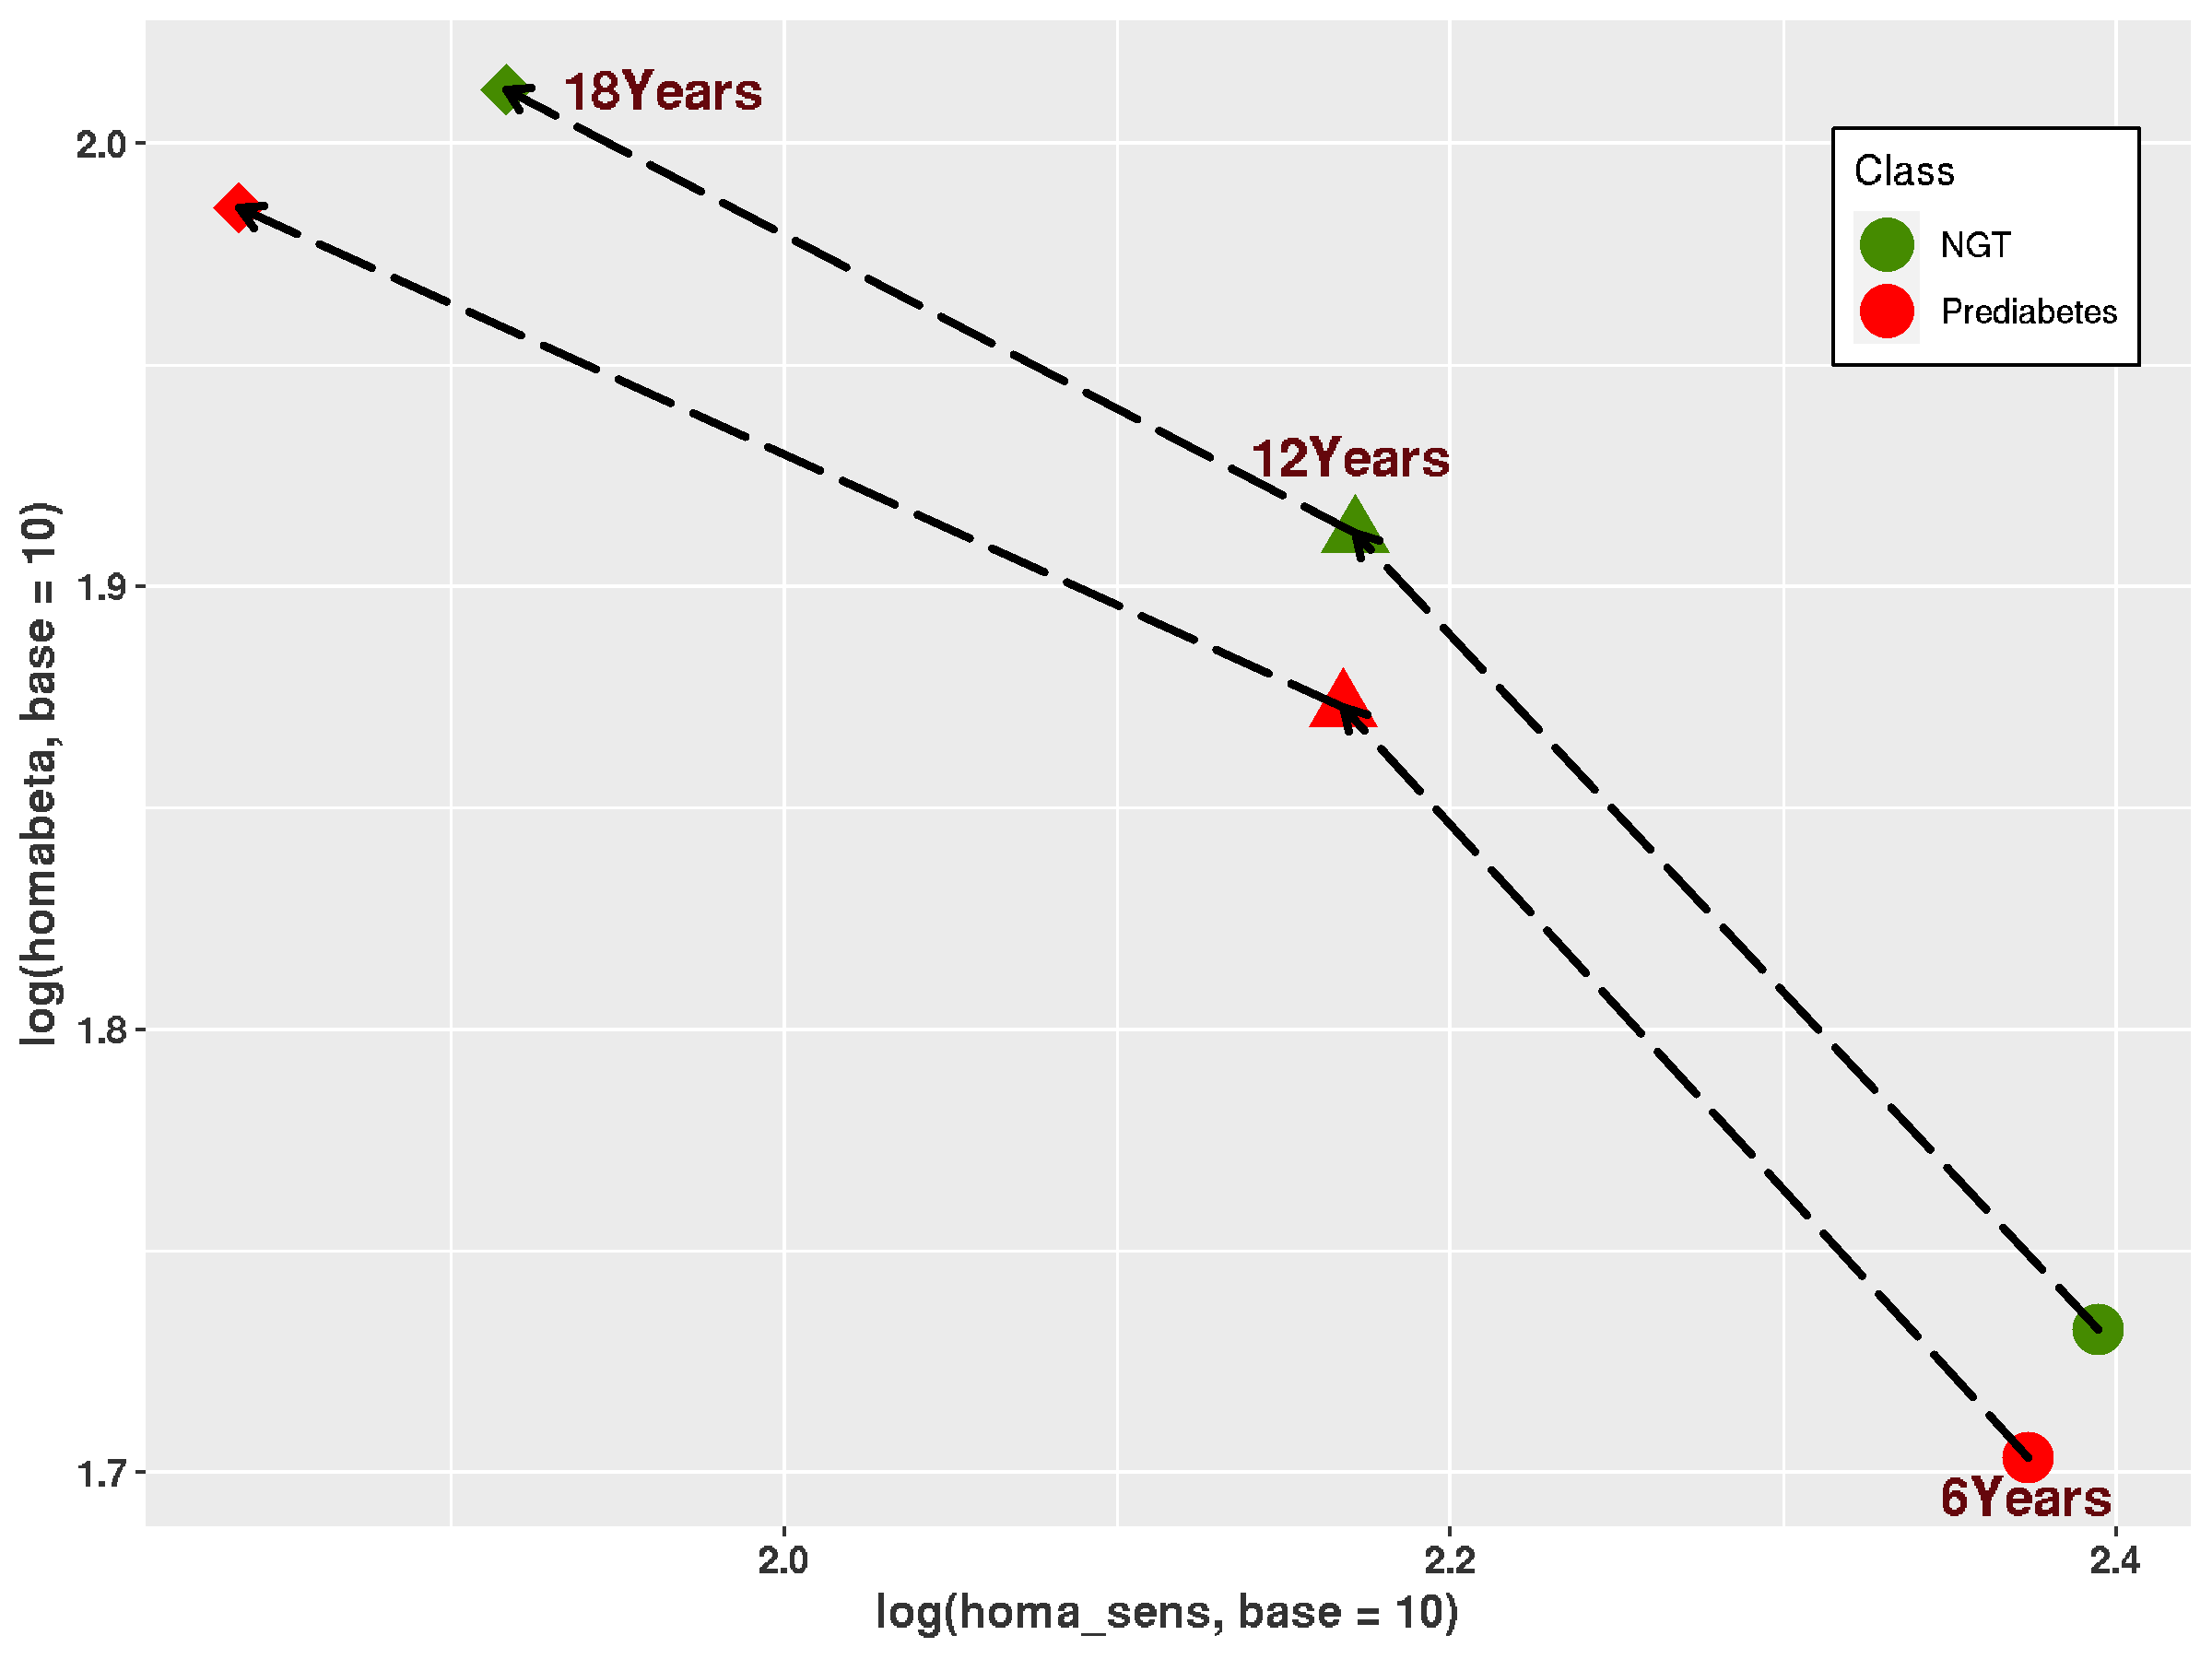 18Years
2.0
Class
NGT
Prediabetes
12Years
1.9
log(homabeta, base = 10)
1.8
1.7
6Years
2.0
2.2
2.4
log(homa_sens, base = 10)